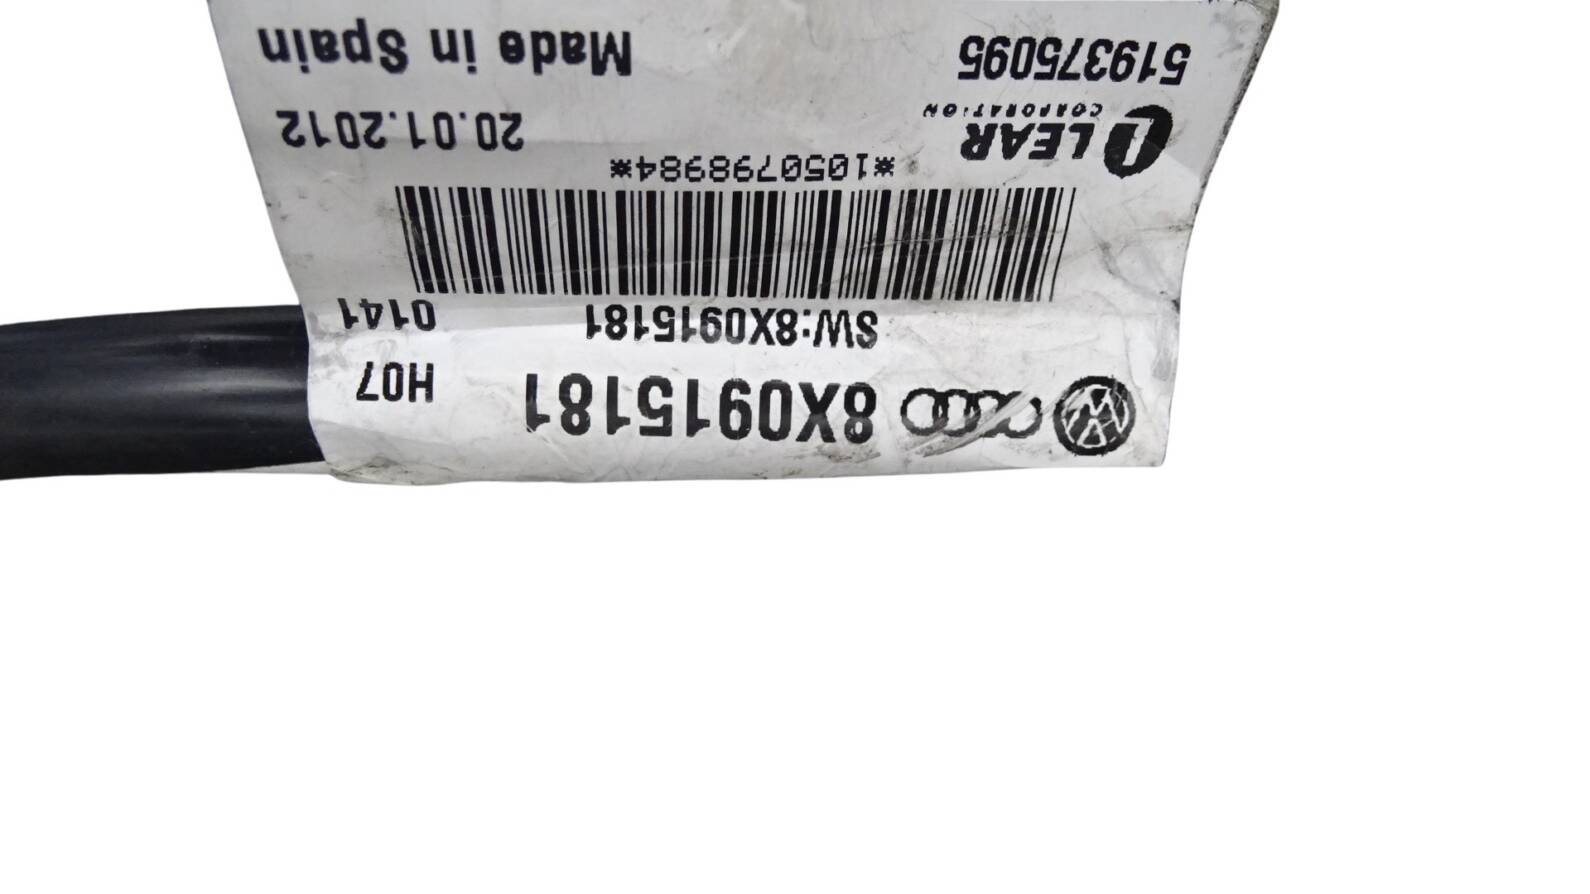 8X0915181 H07
SW:8X0915181 0141
*1050798984*
LEAR
CORPORATION
20.01.2012
519375095 Made in Spain